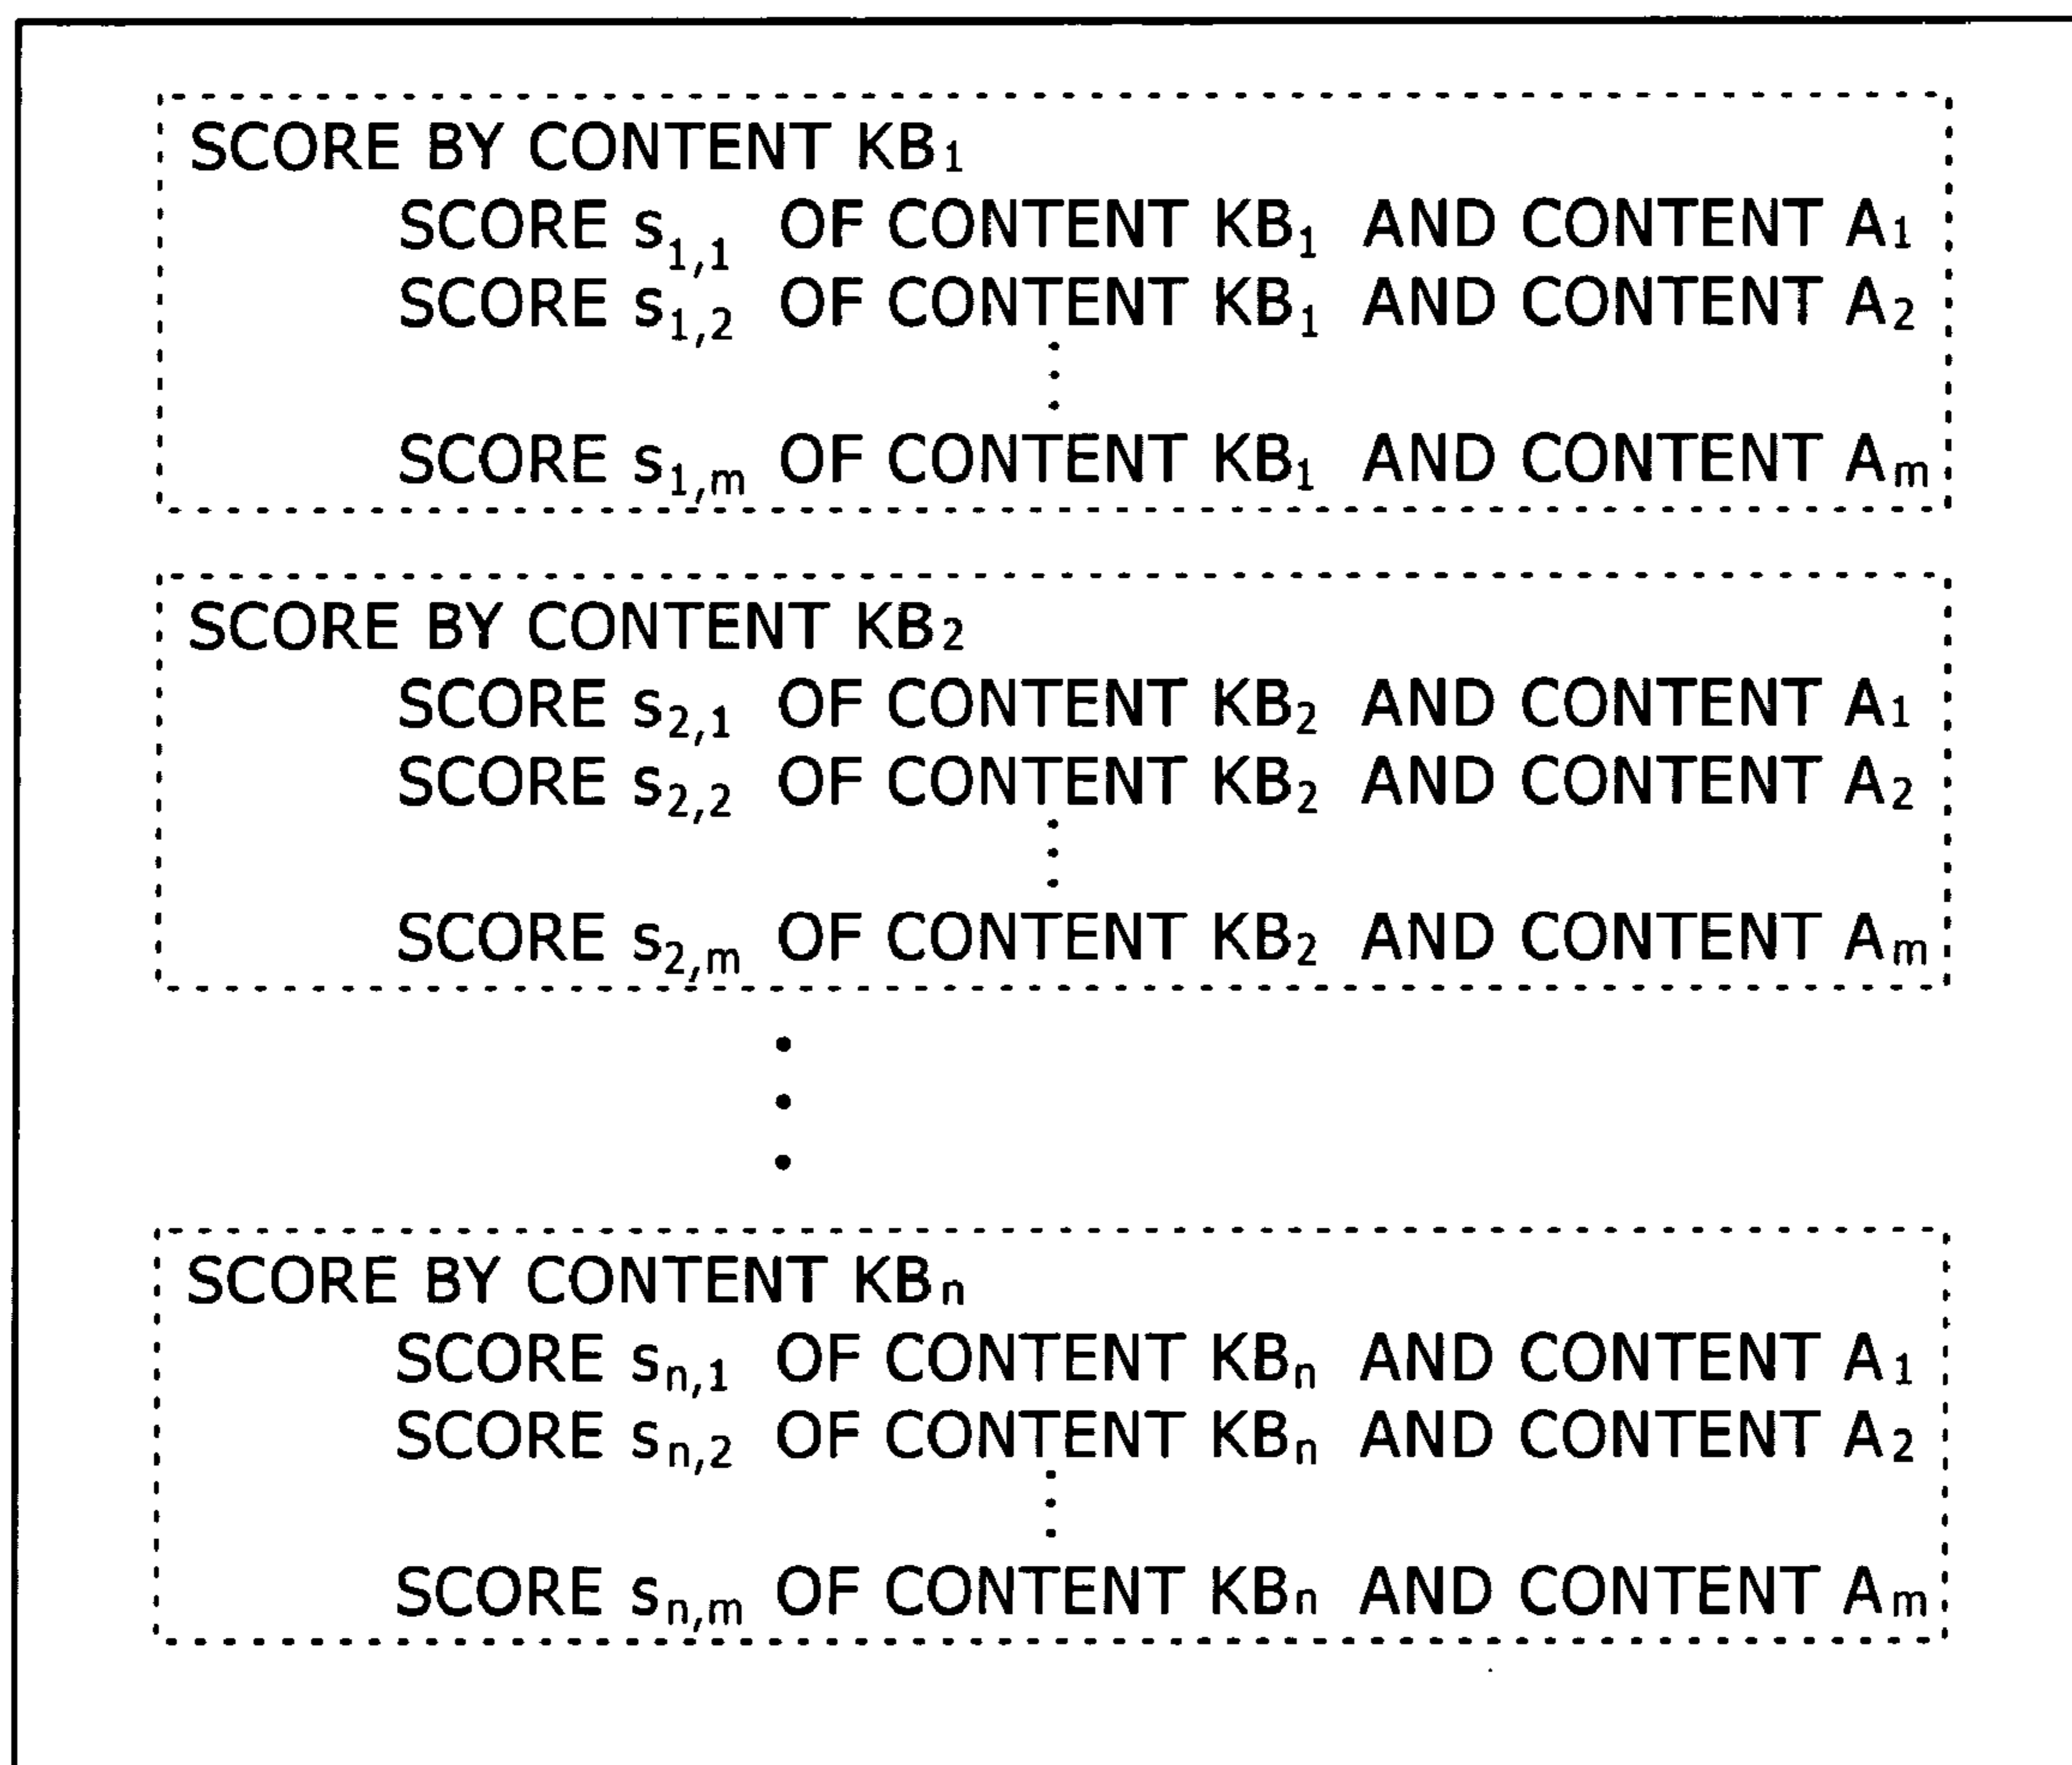 SCORE BY CONTENT KB₁
SCORE s₁,₁ OF CONTENT KB₁ AND CONTENT A₁
SCORE s₁,₂ OF CONTENT KB₁ AND CONTENT A₂
SCORE s₁,ₘ OF CONTENT KB₁ AND CONTENT Aₘ
SCORE BY CONTENT KB₂
SCORE s₂,₁ OF CONTENT KB₂ AND CONTENT A₁
SCORE s₂,₂ OF CONTENT KB₂ AND CONTENT A₂
SCORE s₂,ₘ OF CONTENT KB₂ AND CONTENT Aₘ
SCORE BY CONTENT KBₙ
SCORE sₙ,₁ OF CONTENT KBₙ AND CONTENT A₁
SCORE sₙ,₂ OF CONTENT KBₙ AND CONTENT A₂
SCORE sₙ,ₘ OF CONTENT KBₙ AND CONTENT Aₘ